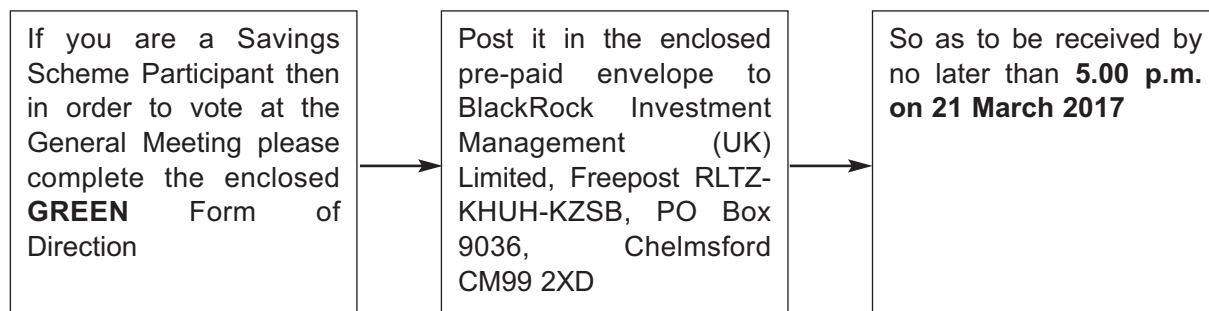 If you are a Savings
Scheme Participant then
in order to vote at the
General Meeting please
complete the enclosed
GREEN Form of
Direction
Post it in the enclosed
pre-paid envelope to
BlackRock Investment
Management (UK)
Limited, Freepost RLTZ-
KHUH-KZSB, PO Box
9036, Chelmsford
CM99 2XD
So as to be received by
no later than 5.00 p.m.
on 21 March 2017